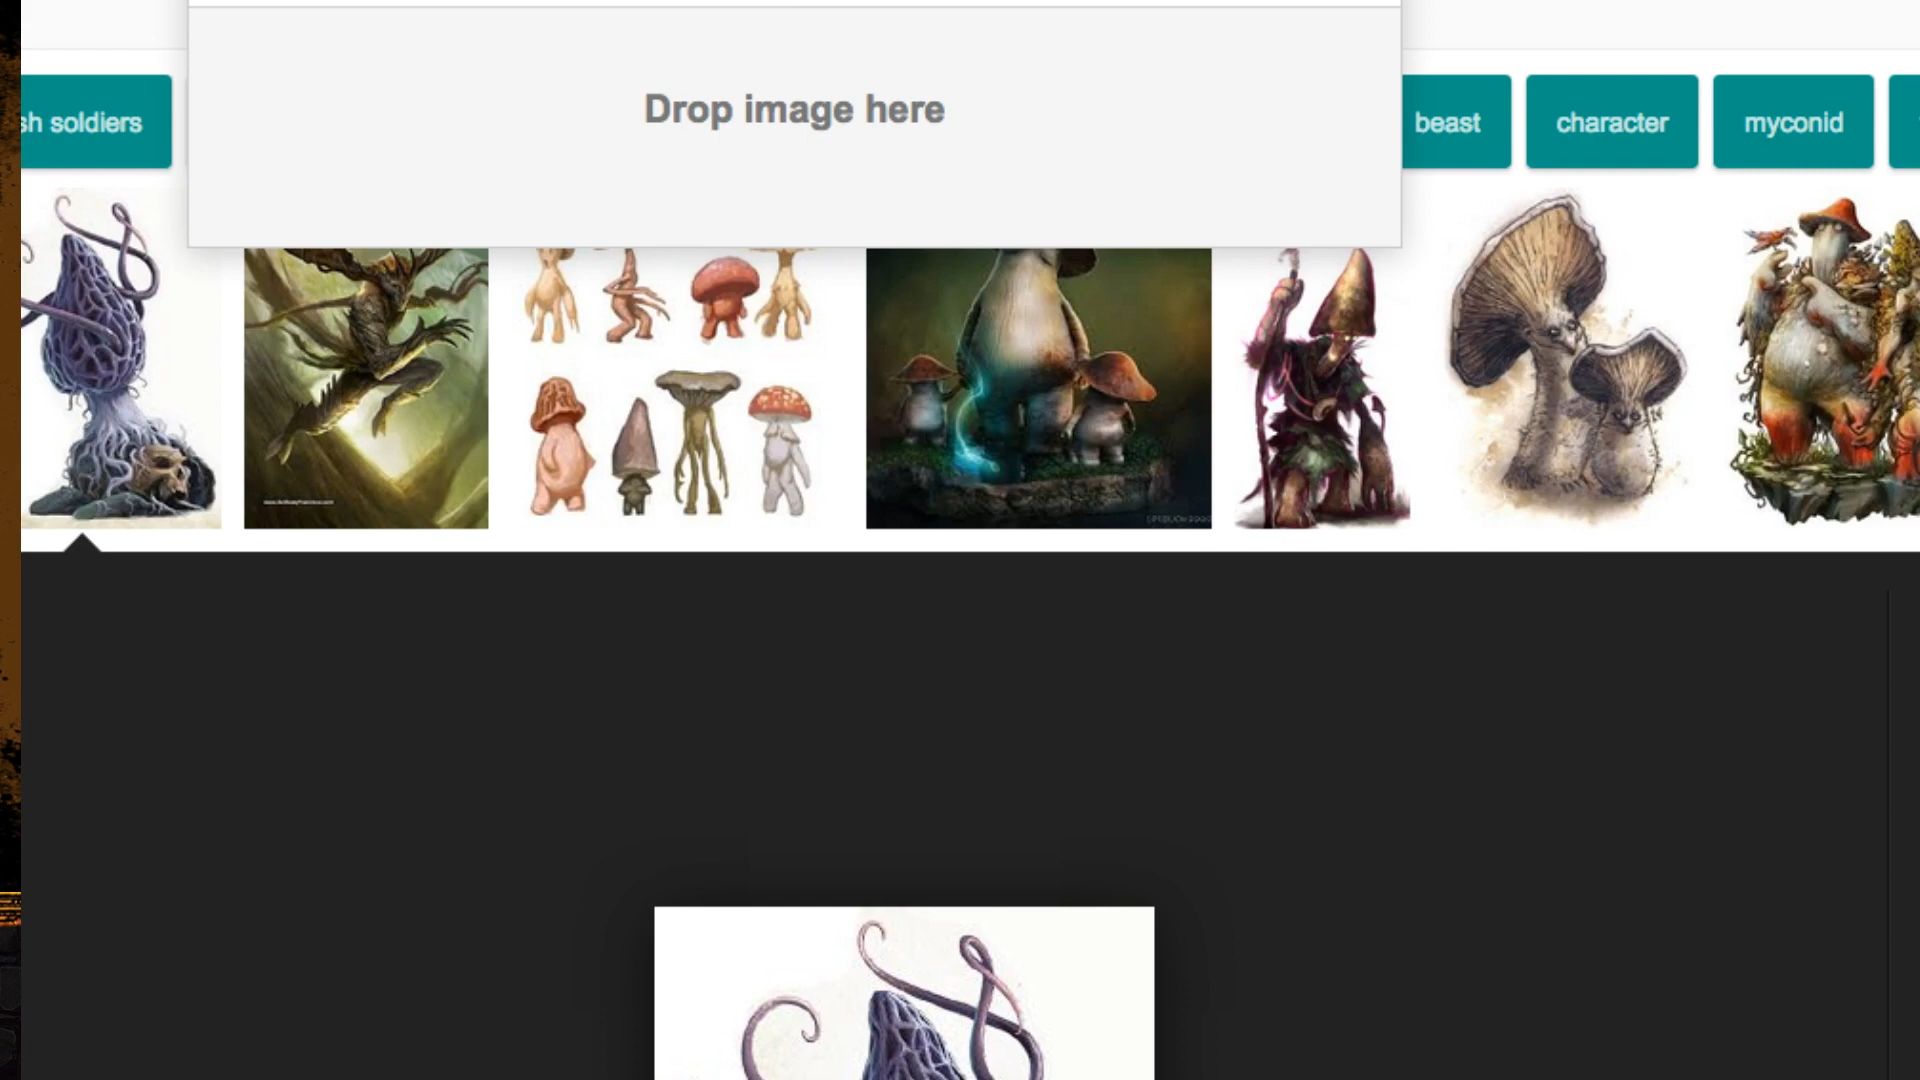 Drop image here
sh soldiers
beast
character
myconid